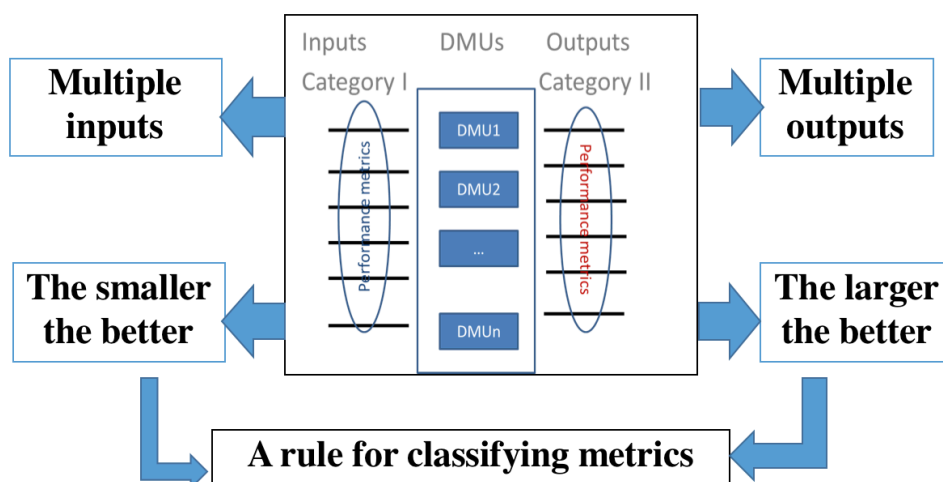 Inputs
DMUs
Outputs
Category I
Category II
Multiple
inputs
Multiple
outputs
Performance metrics
DMU1
DMU2
...
DMUn
Performance metrics
The smaller
the better
The larger
the better
A rule for classifying metrics